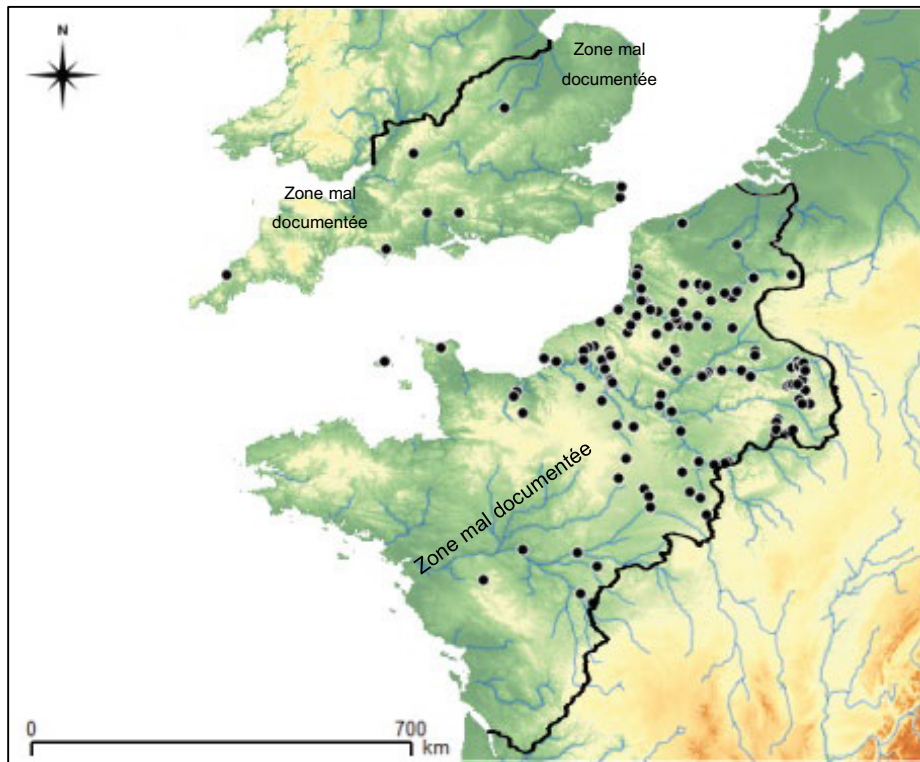 N
Zone mal
documentée
Zone mal
documentée
Zone mal documentée
0
700
km